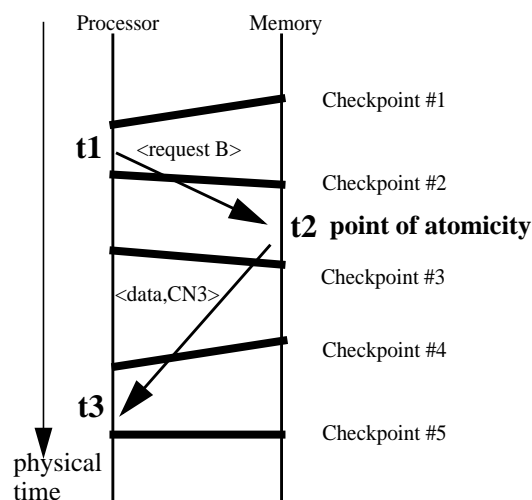 Processor
Memory
Checkpoint #1
t1
<request B>
Checkpoint #2
t2 point of atomicity
Checkpoint #3
<data,CN3>
Checkpoint #4
t3
Checkpoint #5
physical
time